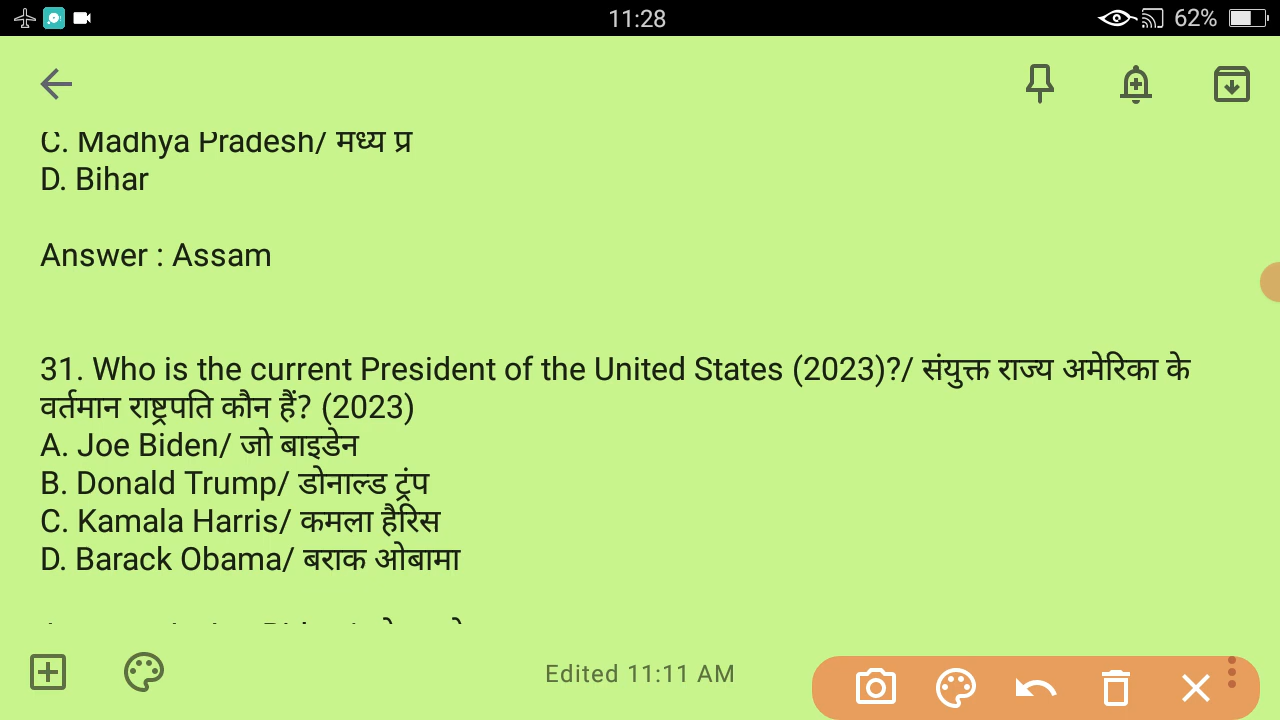 11:28
62%
C. Madhya Pradesh/ मध्य प्र
D. Bihar
Answer : Assam
31. Who is the current President of the United States (2023)?/ संयुक्त राज्य अमेरिका के
वर्तमान राष्ट्रपति कौन हैं? (2023)
A. Joe Biden/ जो बाइडेन
B. Donald Trump/ डोनाल्ड ट्रंप
C. Kamala Harris/ कमला हैरिस
D. Barack Obama/ बराक ओबामा
Edited 11:11 AM